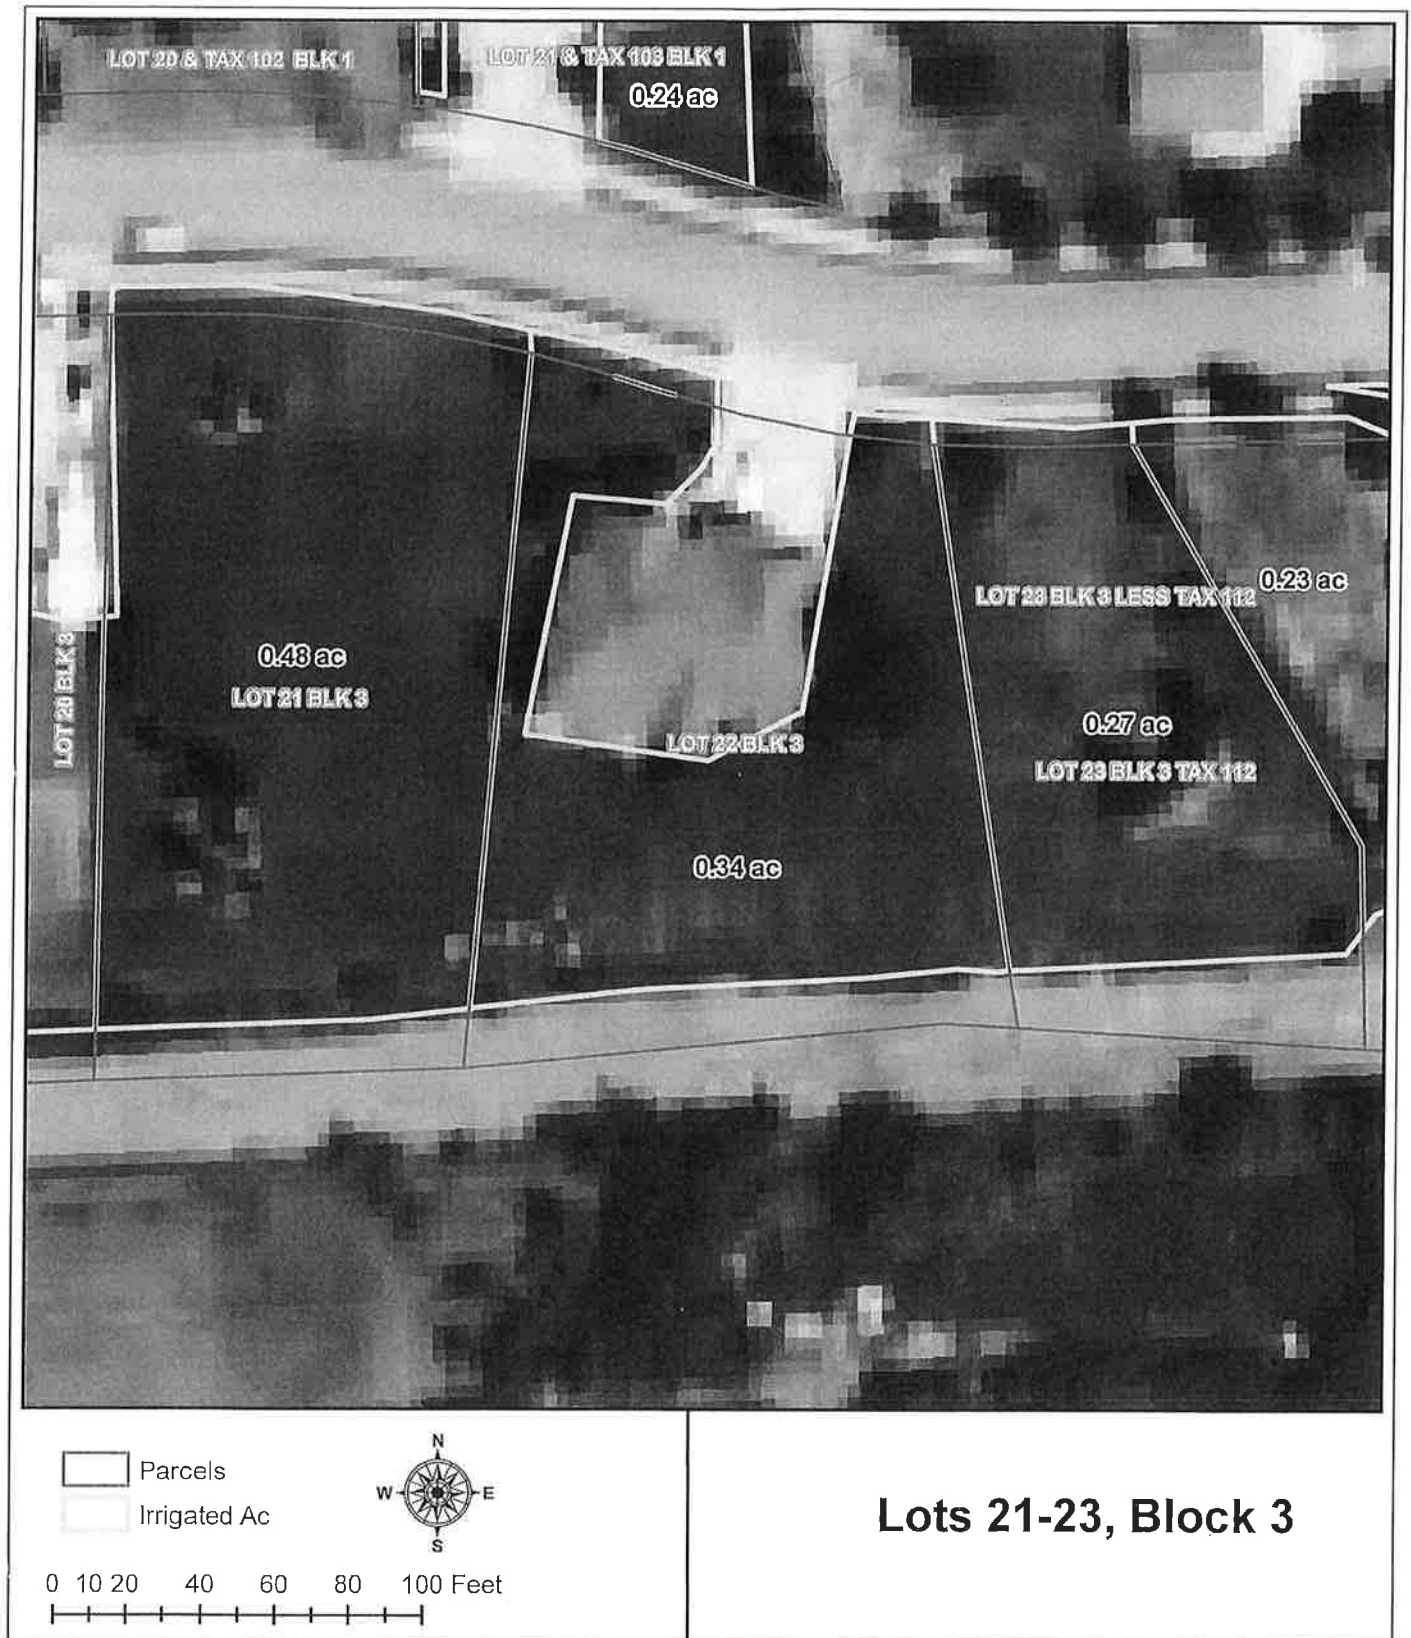 LOT 20 & TAX 102 BLK 1
LOT 21 & TAX 103 BLK 1
0.24 ac
0.23 ac
LOT 23 BLK 3 LESS TAX 112
0.48 ac
LOT 21 BLK 3
LOT 20 BLK 3
0.27 ac
LOT 22 BLK 3
LOT 23 BLK 3 TAX 112
0.34 ac
Parcels
Irrigated Ac
N
W E
S
0 10 20 40 60 80 100 Feet
Lots 21-23, Block 3